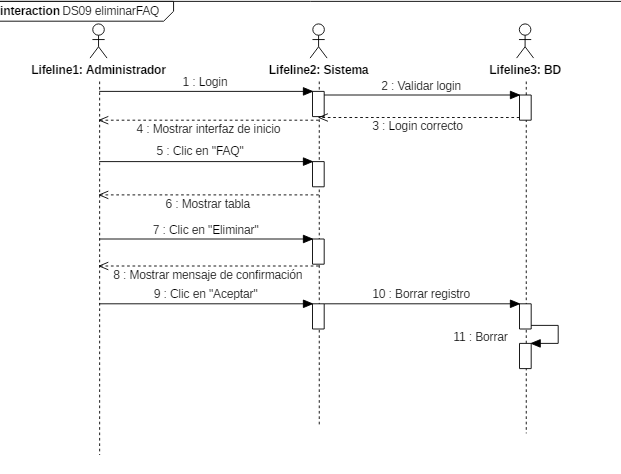 interaction DS09 eliminarFAQ
Lifeline1: Administrador
Lifeline2: Sistema
Lifeline3: BD
1 : Login
2 : Validar login
3 : Login correcto
4 : Mostrar interfaz de inicio
5 : Clic en "FAQ"
6 : Mostrar tabla
7 : Clic en "Eliminar"
8 : Mostrar mensaje de confirmación
9 : Clic en "Aceptar"
10 : Borrar registro
11 : Borrar